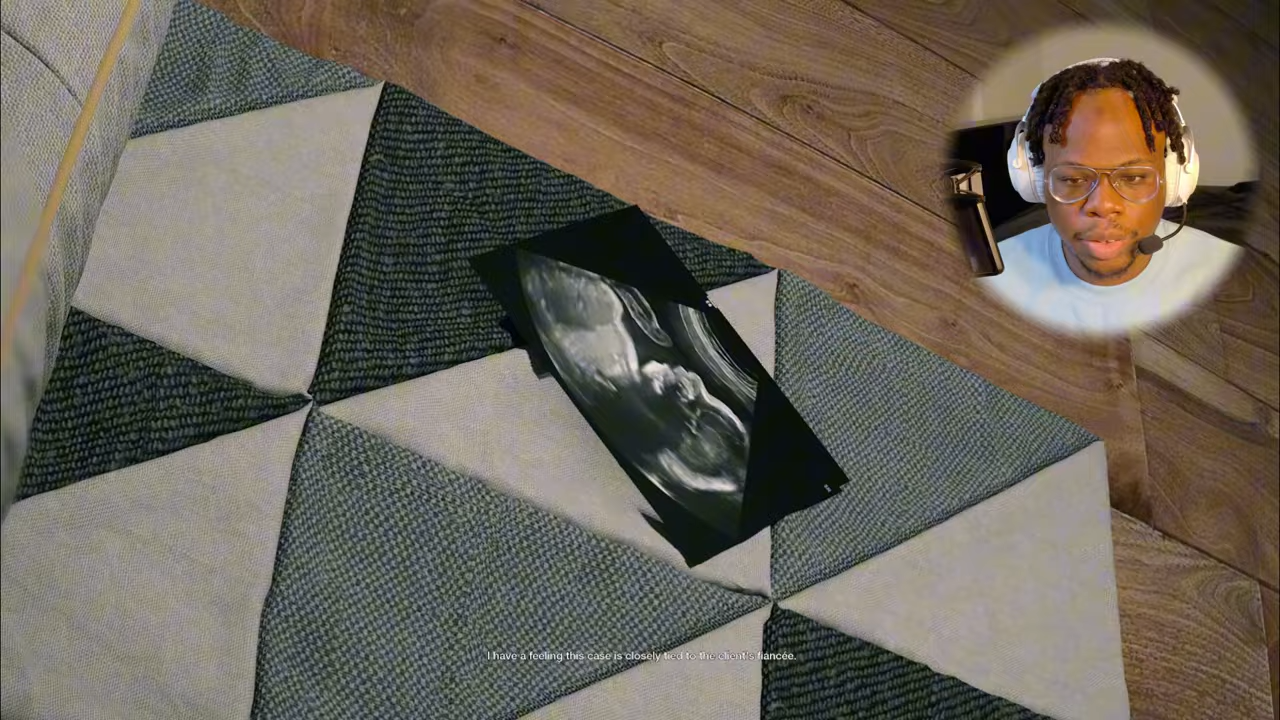 I have a feeling this case is closely tied to the client's fiancée.